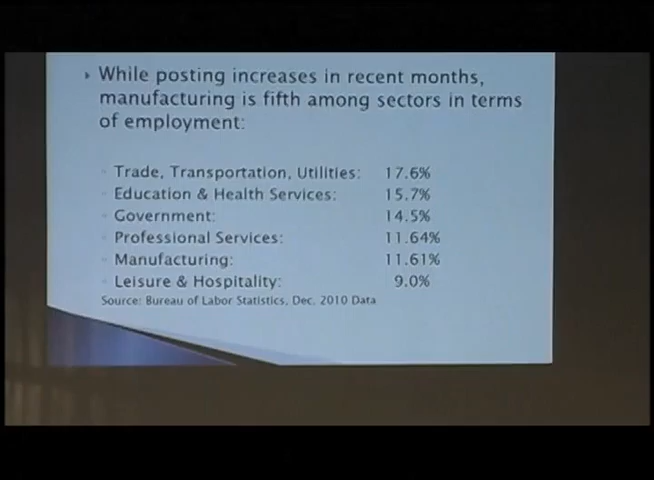 While posting increases in recent months,
manufacturing is fifth among sectors in terms
of employment:
Trade, Transportation, Utilities: 17.6%
Education & Health Services: 15.7%
Government: 14.5%
Professional Services: 11.64%
Manufacturing: 11.61%
Leisure & Hospitality: 9.0%
Source: Bureau of Labor Statistics, Dec. 2010 Data